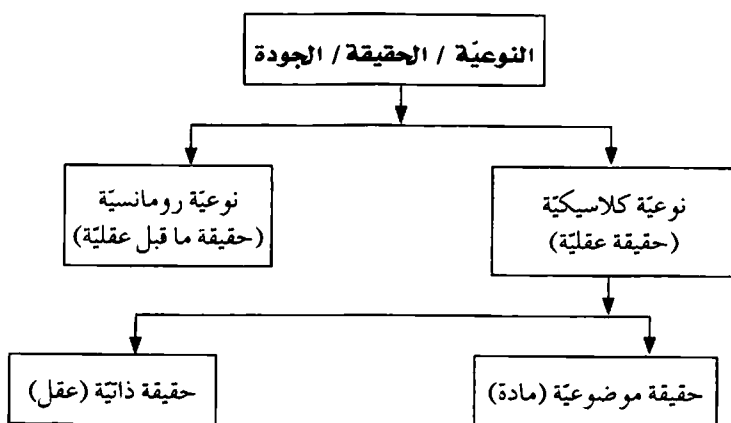 النوعيّة / الحقيقة / الجودة
نوعيّة كلاسيكيّة
(حقيقة عقليّة)
نوعيّة رومانسيّة
(حقيقة ما قبل عقليّة)
حقيقة موضوعيّة (مادة)
حقيقة ذاتيّة (عقل)